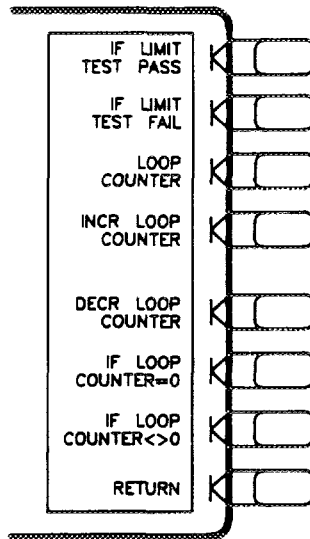 IF LIMIT
TEST PASS
IF LIMIT
TEST FAIL
LOOP
COUNTER
INCR LOOP
COUNTER
DECR LOOP
COUNTER
IF LOOP
COUNTER=0
IF LOOP
COUNTER<>0
RETURN